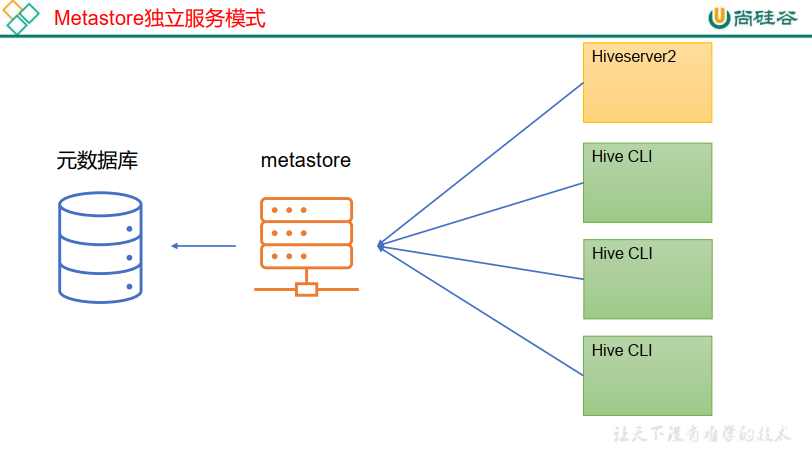 Metastore独立服务模式
尚硅谷
Hiveserver2
元数据库
metastore
Hive CLI
Hive CLI
Hive CLI
让天下没有难学的技术